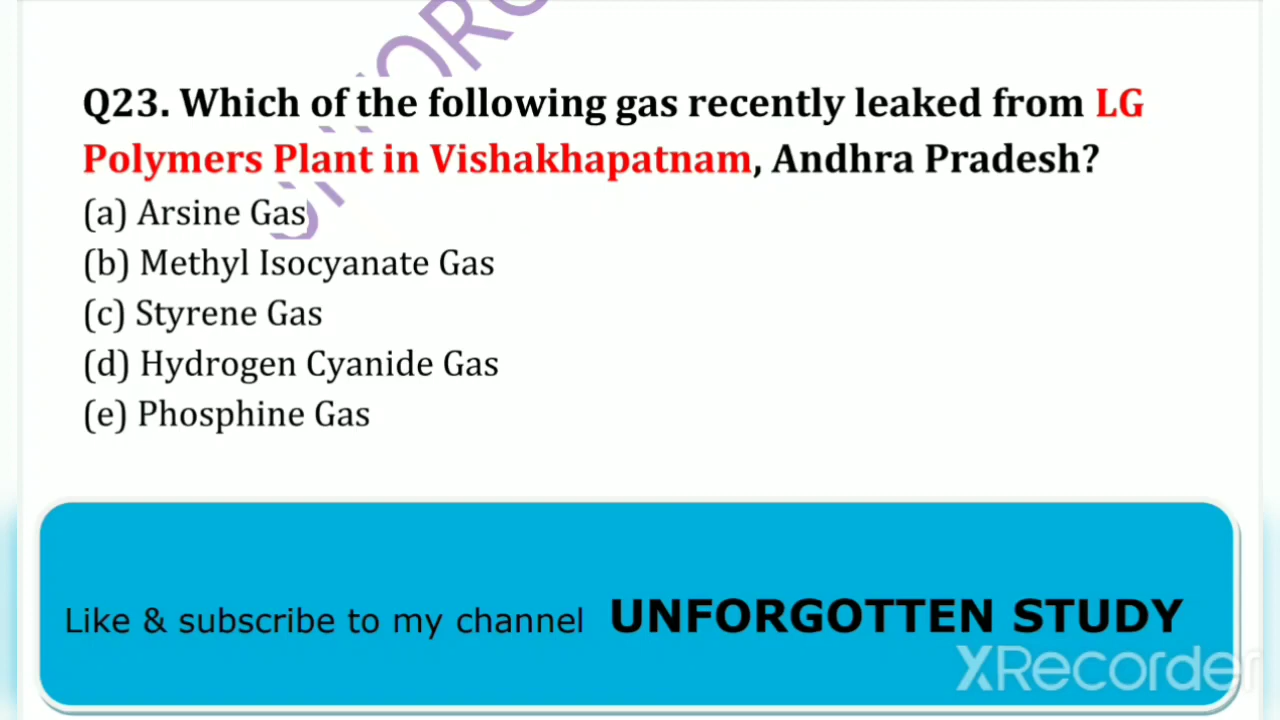 Q23. Which of the following gas recently leaked from LG
Polymers Plant in Vishakhapatnam, Andhra Pradesh?
(a) Arsine Gas
(b) Methyl Isocyanate Gas
(c) Styrene Gas
(d) Hydrogen Cyanide Gas
(e) Phosphine Gas
Like & subscribe to my channel UNFORGOTTEN STUDY
XRecorder